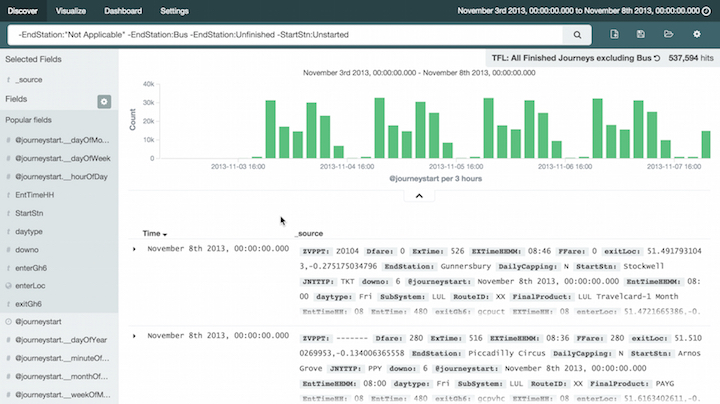 Discover Visualize Dashboard Settings November 3rd 2013, 00:00:00.000 to November 8th 2013, 00:00:00.000
-EndStation:"Not Applicable" -EndStation:Bus -EndStation:Unfinished -StartStn:Unstarted
Selected Fields
? _source
Fields
Popular fields
# @journeystart.__dayOfMo...
# @journeystart.__dayOfWeek
# @journeystart.__hourOfDay
t EntTimeHH
t StartStn
t daytype
# downo
t enterGh6
enterLoc
t exitGh6
@journeystart
# @journeystart.__dayOfYear
# @journeystart.__minuteOf...
# @journeystart.__monthOf...
# @journeystart.__weekOfM...
TFL: All Finished Journeys excluding Bus 537,594 hits
November 3rd 2013, 00:00:00.000 - November 8th 2013, 00:00:00.000
Count
40k
30k
20k
10k
0
2013-11-03 16:00 2013-11-04 16:00 2013-11-05 16:00 2013-11-06 16:00 2013-11-07 16:00
@journeystart per 3 hours
Time _source
November 8th 2013, 00:00:00.000
ZVPPT: Z0104 Dfare: 0 ExTime: 526 EXTimeHHMM: 08:46 FFare: 0 exitLoc: 51.491793104
3,-0.275175034796 EndStation: Gunnersbury DailyCapping: N StartStn: Stockwell
JNYTYP: TKT downo: 6 @journeystart: November 8th 2013, 00:00:00.000 EntTimeHHMM: 08:
00 daytype: Fri SubSystem: LUL RouteID: XX FinalProduct: LUL Travelcard-1 Month
EntTimeHH: 08 EntTime: 480 exitGh6: gcpuct ExTimeHH: 08 enterLoc: 51.4721665386,-0.
November 8th 2013, 00:00:00.000
ZVPPT: ------- Dfare: 280 ExTime: 516 EXTimeHHMM: 08:36 FFare: 280 exitLoc: 51.510
0269953,-0.134006365558 EndStation: Piccadilly Circus DailyCapping: N StartStn: Arnos
Grove JNYTYP: PPY downo: 6 @journeystart: November 8th 2013, 00:00:00.000
EntTimeHHMM: 08:00 daytype: Fri SubSystem: LUL RouteID: XX FinalProduct: PAYG
EntTimeHH: 08 EntTime: 480 exitGh6: gcpvhc ExTimeHH: 08 enterLoc: 51.6163402611,-0.